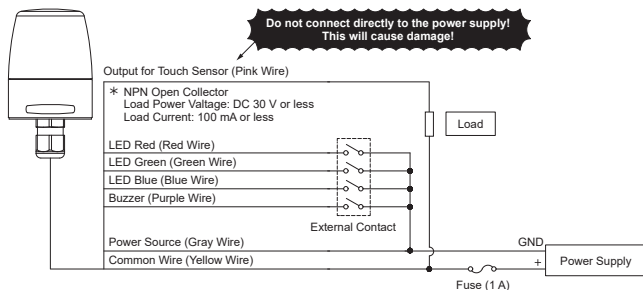 Do not connect directly to the power supply!
This will cause damage!
Output for Touch Sensor (Pink Wire)
* NPN Open Collector
Load Power Valtage: DC 30 V or less
Load Current: 100 mA or less
Load
LED Red (Red Wire)
LED Green (Green Wire)
LED Blue (Blue Wire)
Buzzer (Purple Wire)
External Contact
Power Source (Gray Wire)
GND
Common Wire (Yellow Wire)
+
Power Supply
Fuse (1 A)